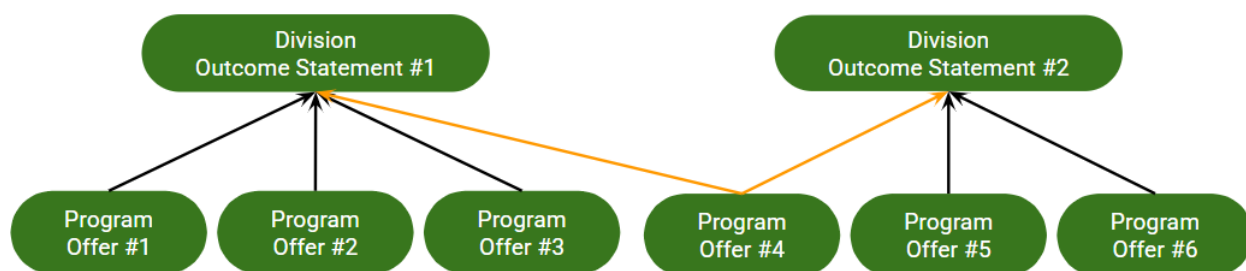 Division
Outcome Statement #1
Division
Outcome Statement #2
Program
Offer #1
Program
Offer #2
Program
Offer #3
Program
Offer #4
Program
Offer #5
Program
Offer #6